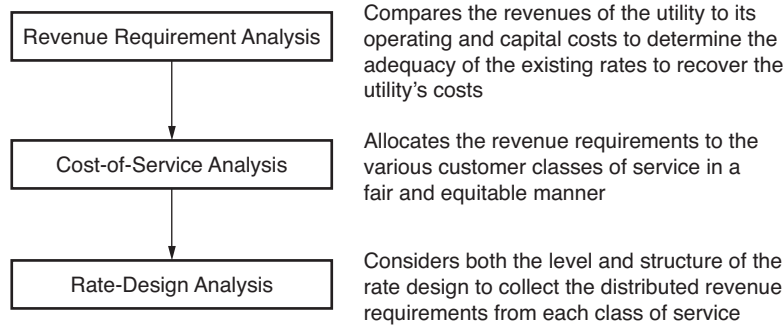 Revenue Requirement Analysis
Compares the revenues of the utility to its
operating and capital costs to determine the
adequacy of the existing rates to recover the
utility's costs
Cost-of-Service Analysis
Allocates the revenue requirements to the
various customer classes of service in a
fair and equitable manner
Rate-Design Analysis
Considers both the level and structure of the
rate design to collect the distributed revenue
requirements from each class of service